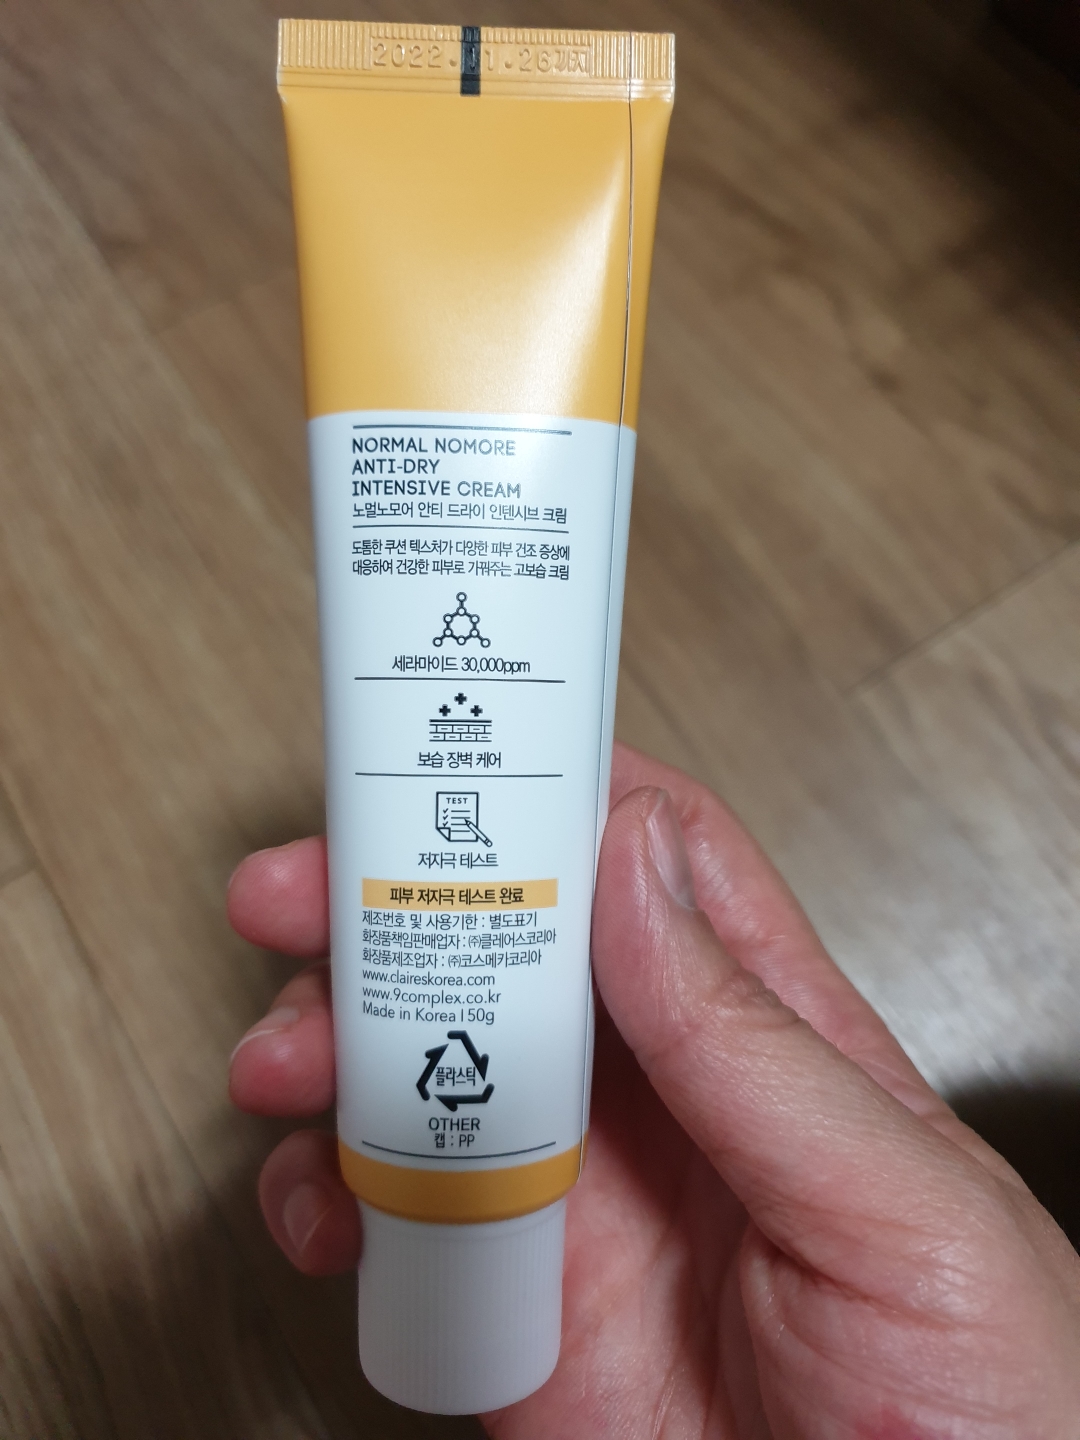 2022.11.26까지
NORMAL NOMORE
ANTI-DRY
INTENSIVE CREAM
노멀노모어 안티 드라이 인텐시브 크림
도톰한 쿠션 텍스처가 다양한 피부 건조 증상에
대응하여 건강한 피부로 가꿔주는 고보습 크림
세라마이드 30,000ppm
보습 장벽 케어
TEST
저자극 테스트
피부 저자극 테스트 완료
제조번호 및 사용기한 : 별도표기
화장품책임판매업자 : ㈜클레어스코리아
화장품제조업자 : ㈜코스메카코리아
www.claireskorea.com
www.9complex.co.kr
Made in Korea I 50g
플라스틱
OTHER
캡 : PP